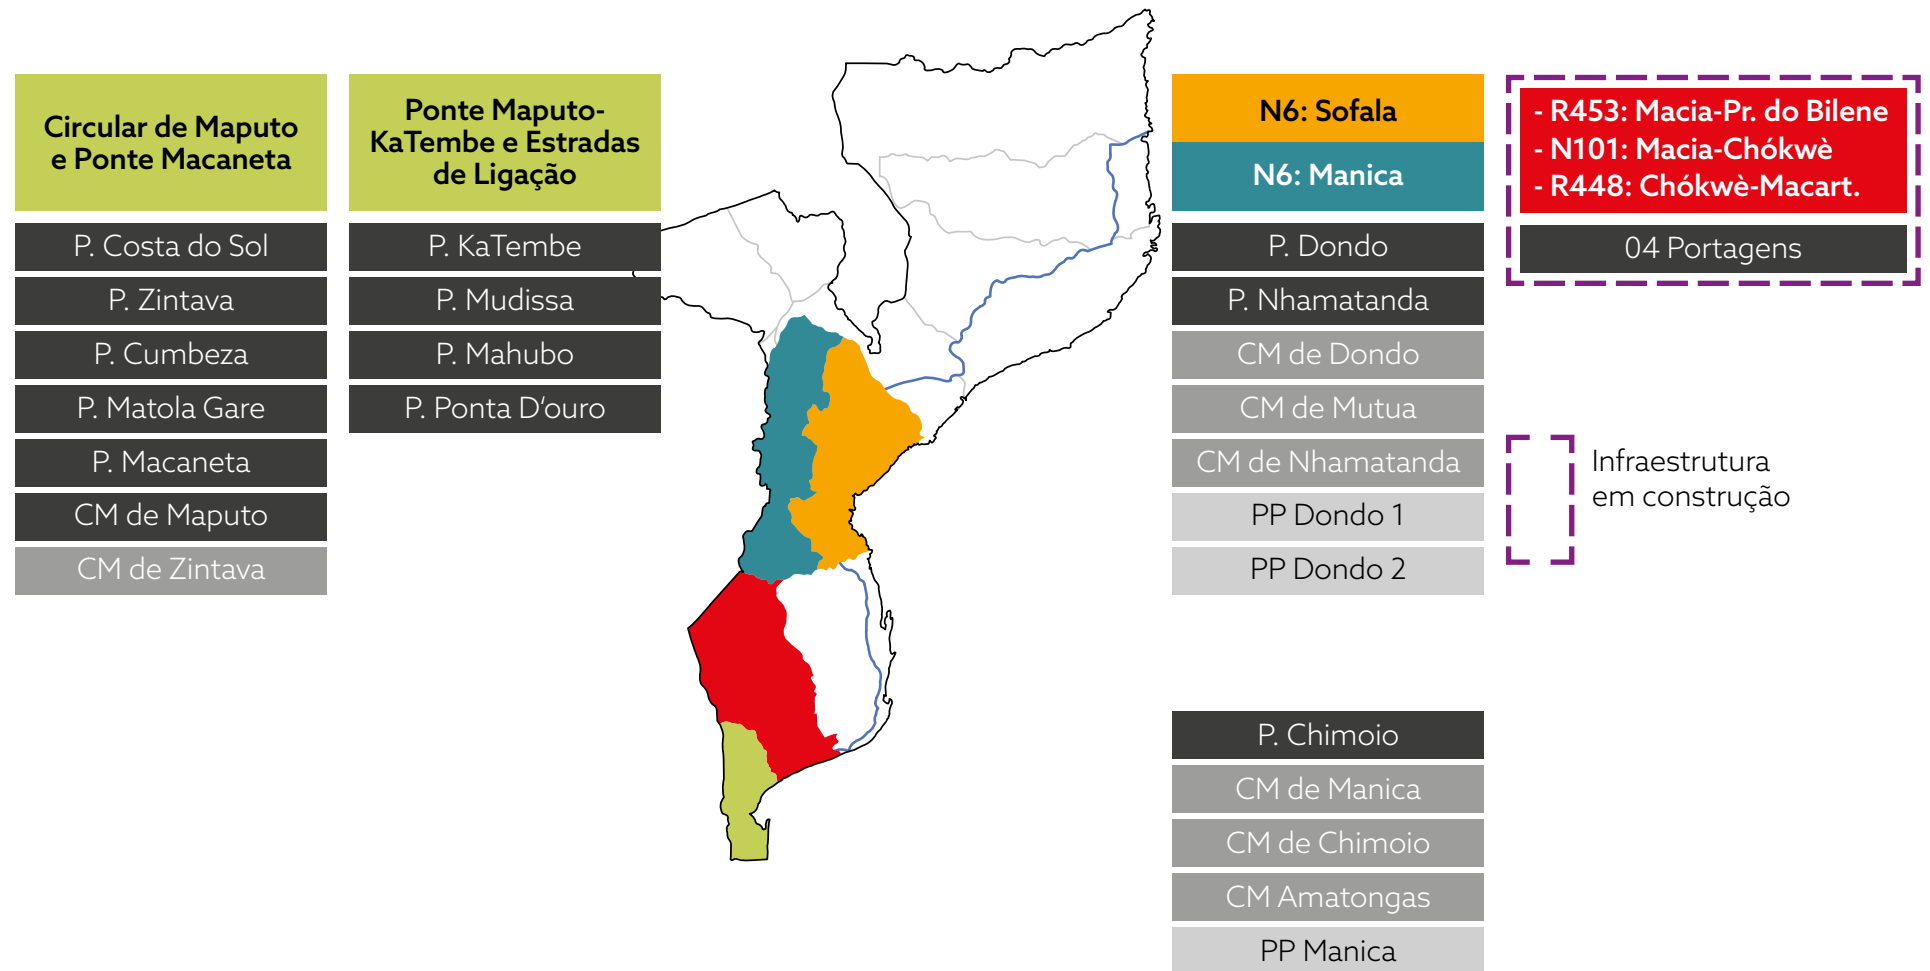 Circular de Maputo
e Ponte Macaneta
P. Costa do Sol
P. Zintava
P. Cumbeza
P. Matola Gare
P. Macaneta
CM de Maputo
CM de Zintava
Ponte Maputo-
KaTembe e Estradas
de Ligação
P. KaTembe
P. Mudissa
P. Mahubo
P. Ponta D‘ouro
N6: Sofala
N6: Manica
P. Dondo
P. Nhamatanda
CM de Dondo
CM de Mutua
CM de Nhamatanda
PP Dondo 1
PP Dondo 2
P. Chimoio
CM de Manica
CM de Chimoio
CM Amatongas
PP Manica
- R453: Macia-Pr. do Bilene
- N101: Macia-Chókwè
- R448: Chókwè-Macart.
04 Portagens
Infraestrutura
em construção